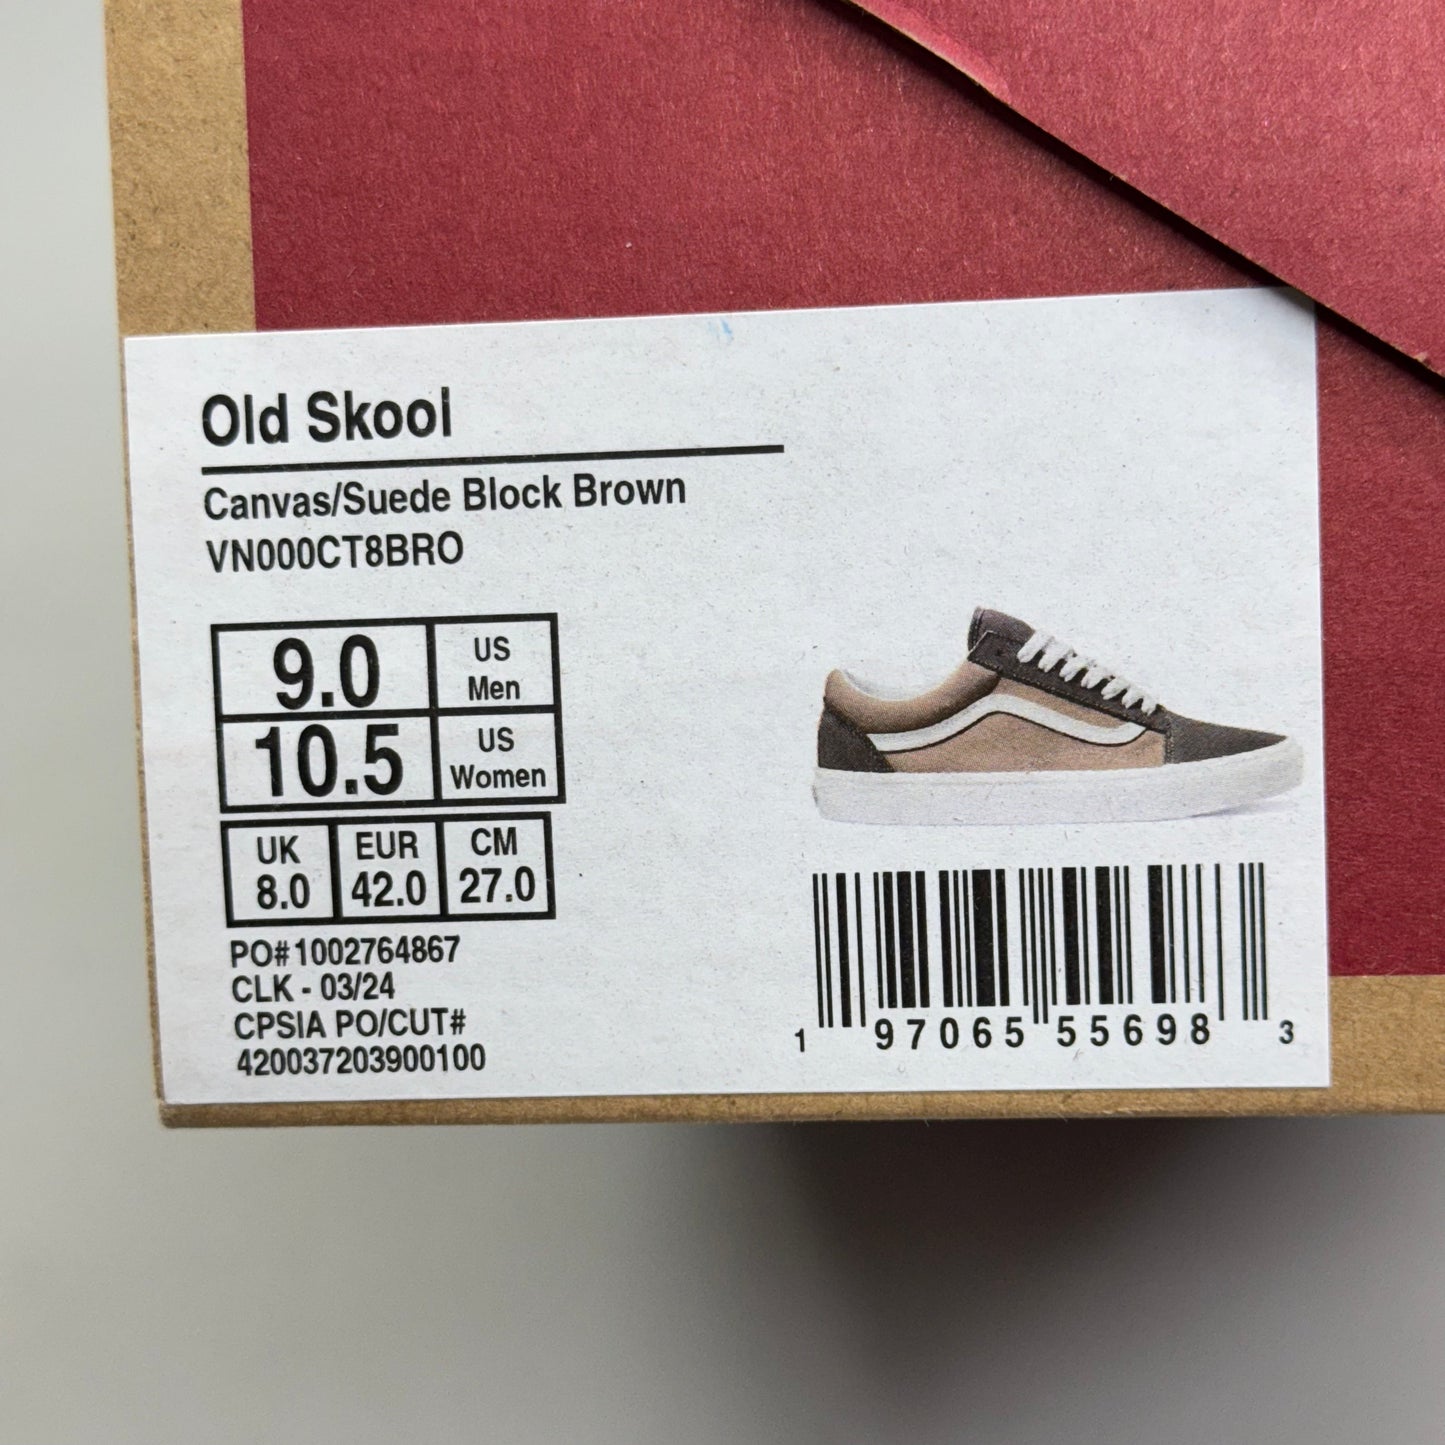 Old Skool
Canvas/Suede Block Brown
VN000CT8BRO
9.0 US Men
10.5 US Women
UK EUR CM
8.0 42.0 27.0
PO#1002764867
CLK - 03/24
CPSIA PO/CUT#
420037203900100
1 97065 55698 3